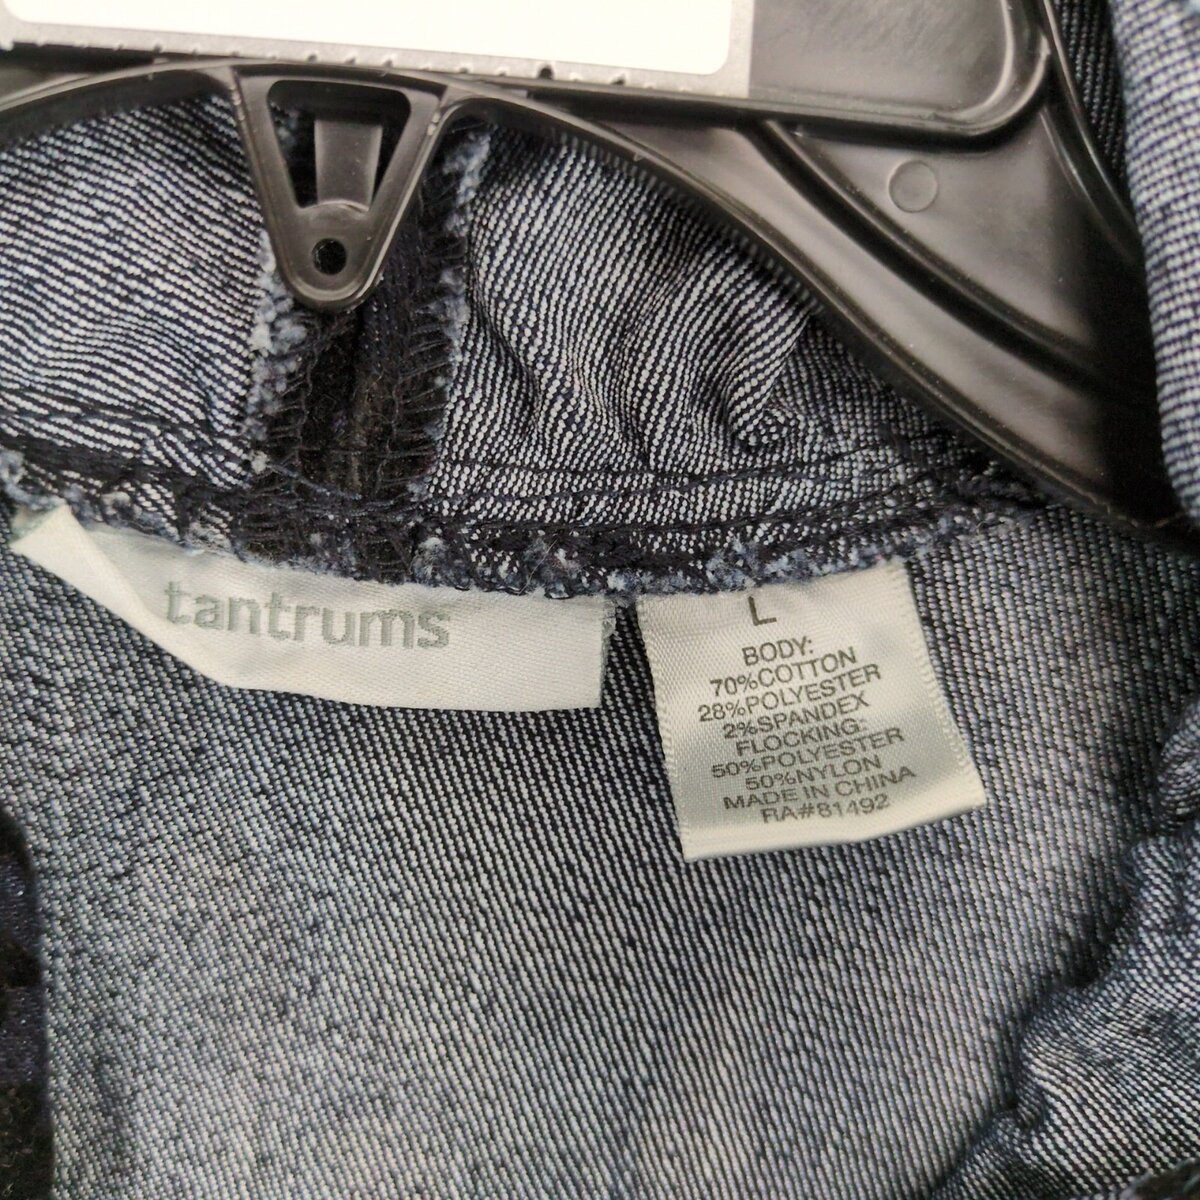 tantrums
L
BODY:
70%COTTON
28%POLYESTER
2%SPANDEX
FLOCKING:
50%POLYESTER
50%NYLON
MADE IN CHINA
RA#81492